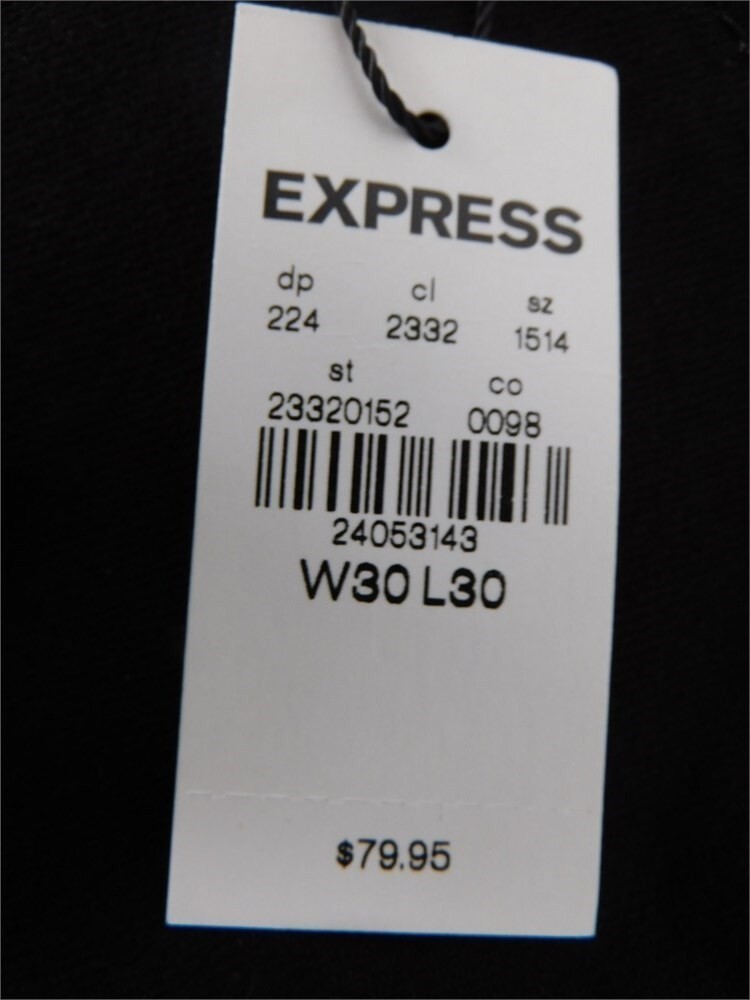 EXPRESS
dp cl sz
224 2332 1514
st co
23320152 0098
24053143
W30 L30
$79.95